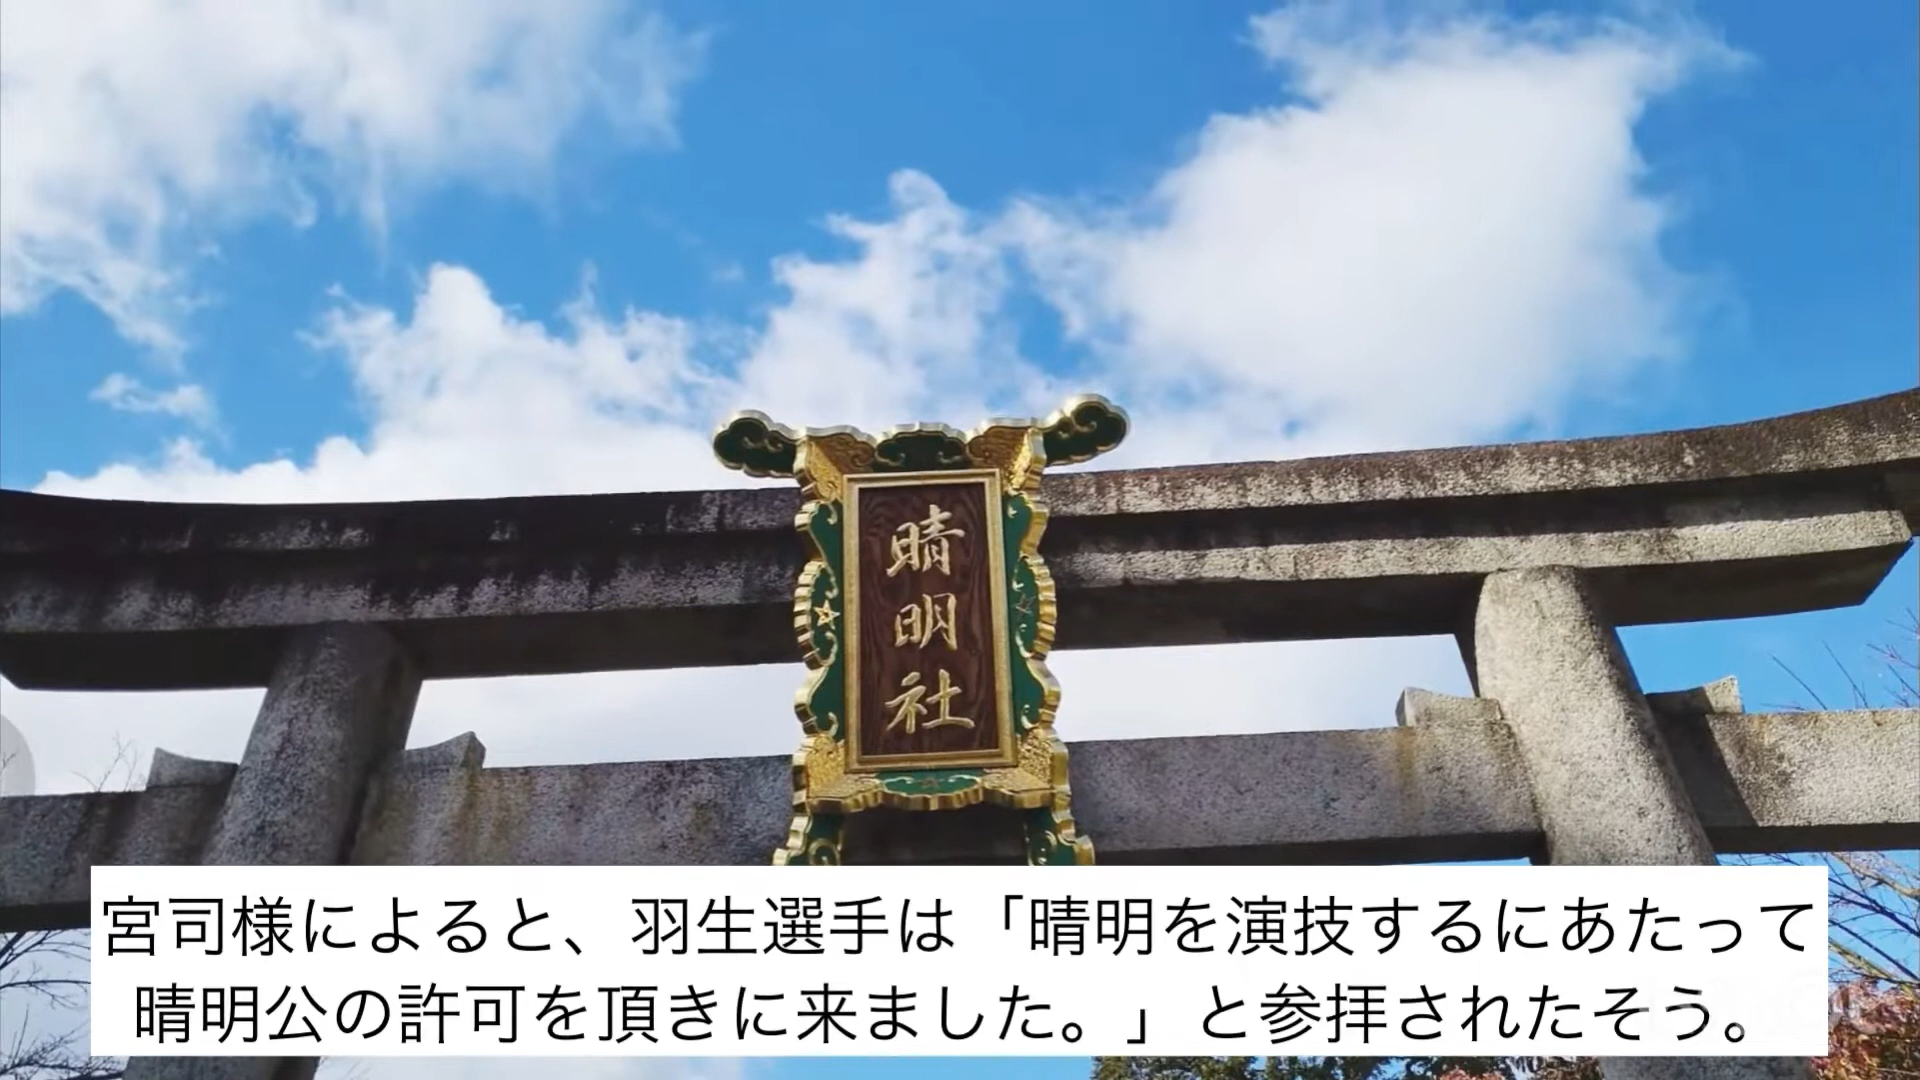 晴明社
宮司様によると、羽生選手は「晴明を演技するにあたって
晴明公の許可を頂きに来ました。」と参拝されたそう。